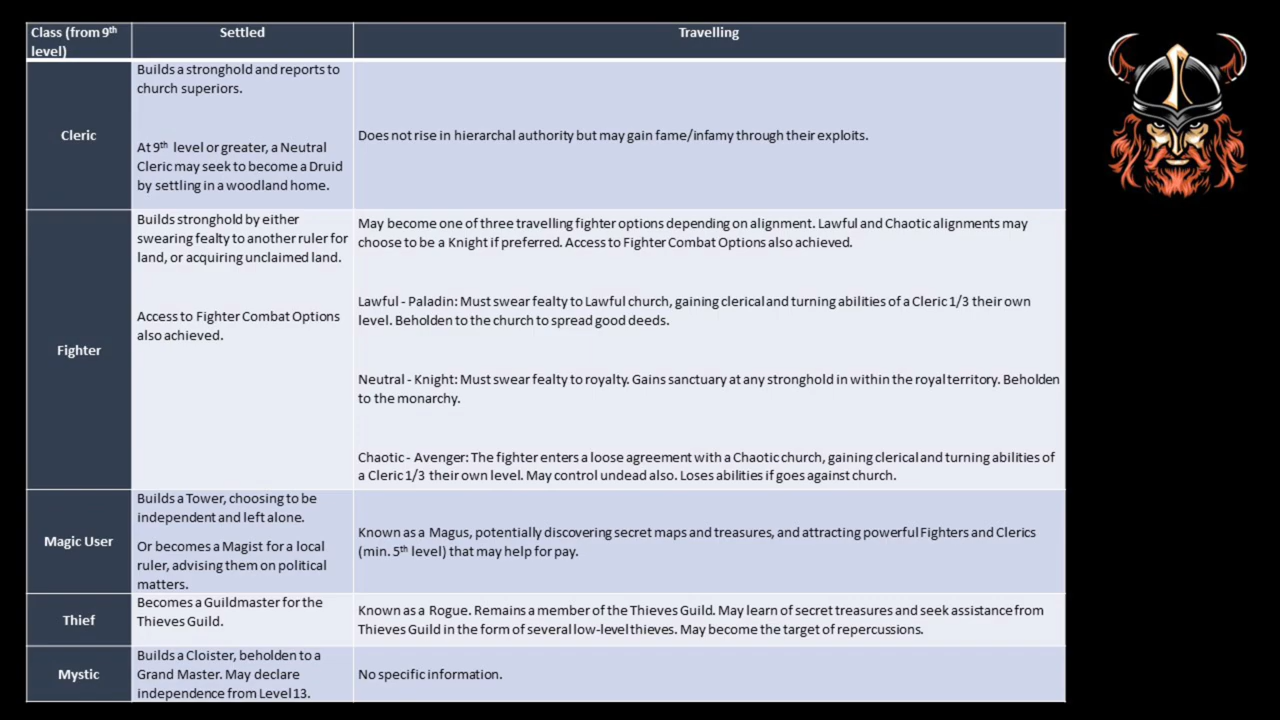 Class (from 9th
level)
Settled
Travelling
Cleric
Builds a stronghold and reports to
church superiors.
At 9th level or greater, a Neutral
Cleric may seek to become a Druid
by settling in a woodland home.
Does not rise in hierarchal authority but may gain fame/infamy through their exploits.
Fighter
Builds stronghold by either
swearing fealty to another ruler for
land, or acquiring unclaimed land.
Access to Fighter Combat Options
also achieved.
May become one of three travelling fighter options depending on alignment. Lawful and Chaotic alignments may
choose to be a Knight if preferred. Access to Fighter Combat Options also achieved.
Lawful - Paladin: Must swear fealty to Lawful church, gaining clerical and turning abilities of a Cleric 1/3 their own
level. Beholden to the church to spread good deeds.
Neutral - Knight: Must swear fealty to royalty. Gains sanctuary at any stronghold in within the royal territory. Beholden
to the monarchy.
Chaotic - Avenger: The fighter enters a loose agreement with a Chaotic church, gaining clerical and turning abilities of
a Cleric 1/3 their own level. May control undead also. Loses abilities if goes against church.
Magic User
Builds a Tower, choosing to be
independent and left alone.
Or becomes a Magist for a local
ruler, advising them on political
matters.
Known as a Magus, potentially discovering secret maps and treasures, and attracting powerful Fighters and Clerics
(min. 5th level) that may help for pay.
Thief
Becomes a Guildmaster for the
Thieves Guild.
Known as a Rogue. Remains a member of the Thieves Guild. May learn of secret treasures and seek assistance from
Thieves Guild in the form of several low-level thieves. May become the target of repercussions.
Mystic
Builds a Cloister, beholden to a
Grand Master. May declare
independence from Level 13.
No specific information.